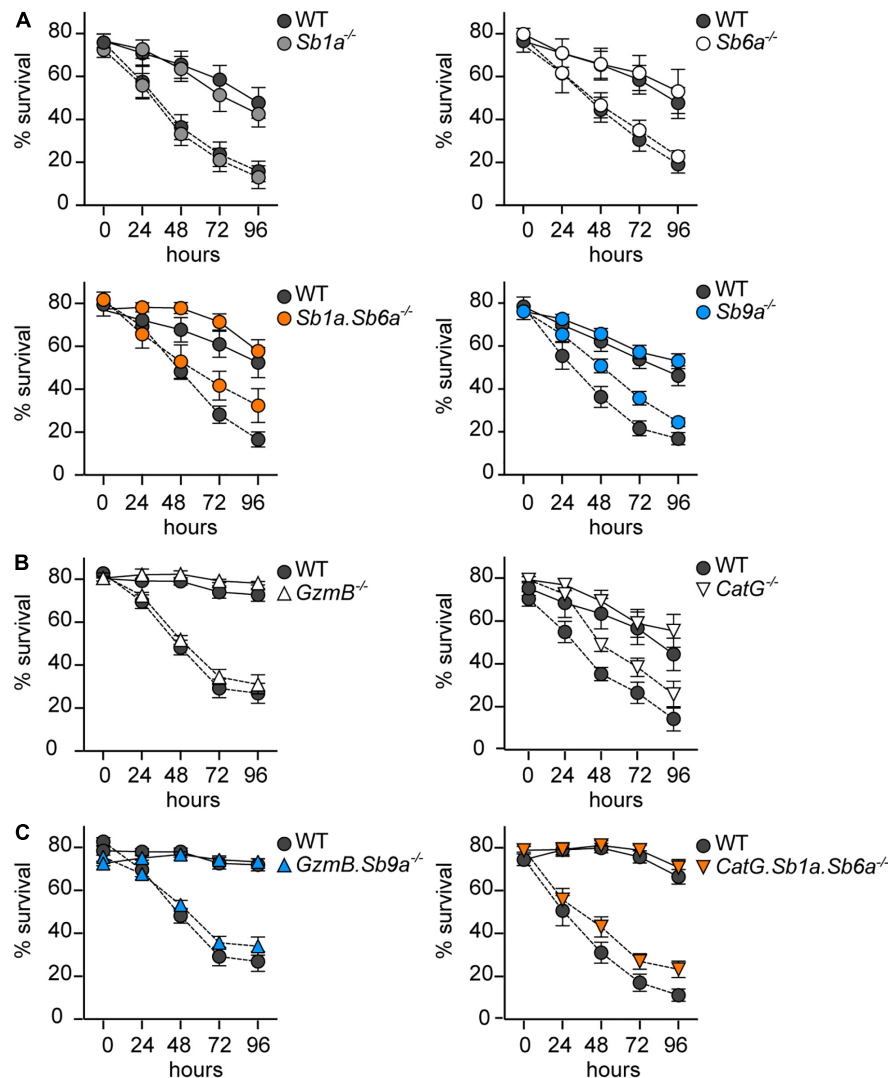 A
WT
Sb1a-/-
% survival
80
60
40
20
0
0 24 48 72 96
hours
WT
Sb6a-/-
% survival
80
60
40
20
0
0 24 48 72 96
hours
WT
Sb1a.Sb6a-/-
% survival
80
60
40
20
0
0 24 48 72 96
hours
WT
Sb9a-/-
% survival
80
60
40
20
0
0 24 48 72 96
hours
B
WT
GzmB-/-
% survival
80
60
40
20
0
0 24 48 72 96
hours
WT
CatG-/-
% survival
80
60
40
20
0
0 24 48 72 96
hours
C
WT
GzmB.Sb9a-/-
% survival
80
60
40
20
0
0 24 48 72 96
hours
WT
CatG.Sb1a.Sb6a-/-
% survival
80
60
40
20
0
0 24 48 72 96
hours